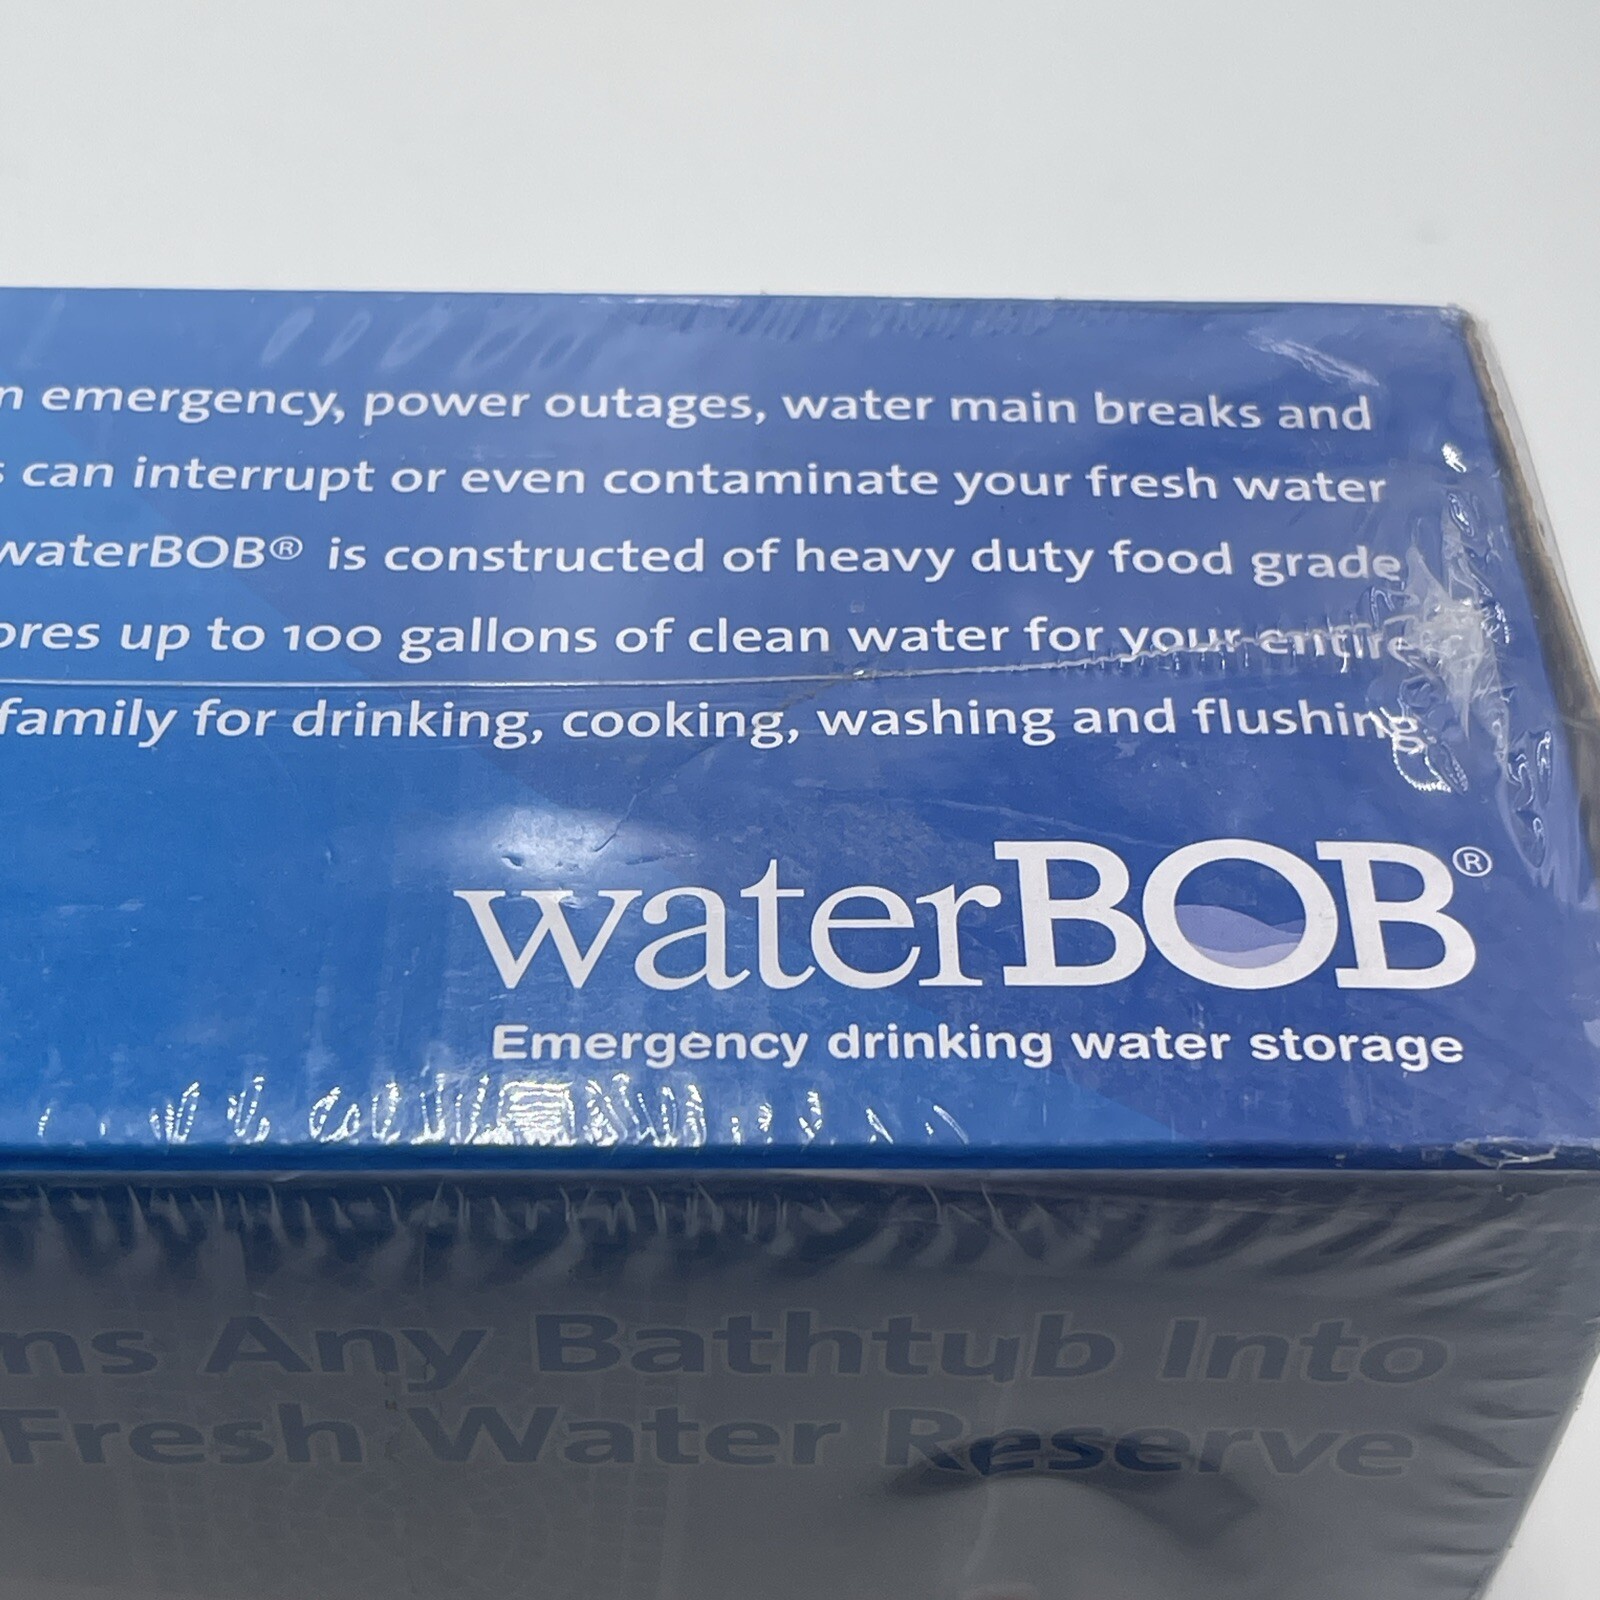 emergency, power outages, water main breaks and
can interrupt or even contaminate your fresh water
waterBOB® is constructed of heavy duty food grade
up to 100 gallons of clean water for your entire
family for drinking, cooking, washing and flushing.
waterBOB®
Emergency drinking water storage
Any Bathtub Into
Fresh Water Reserve